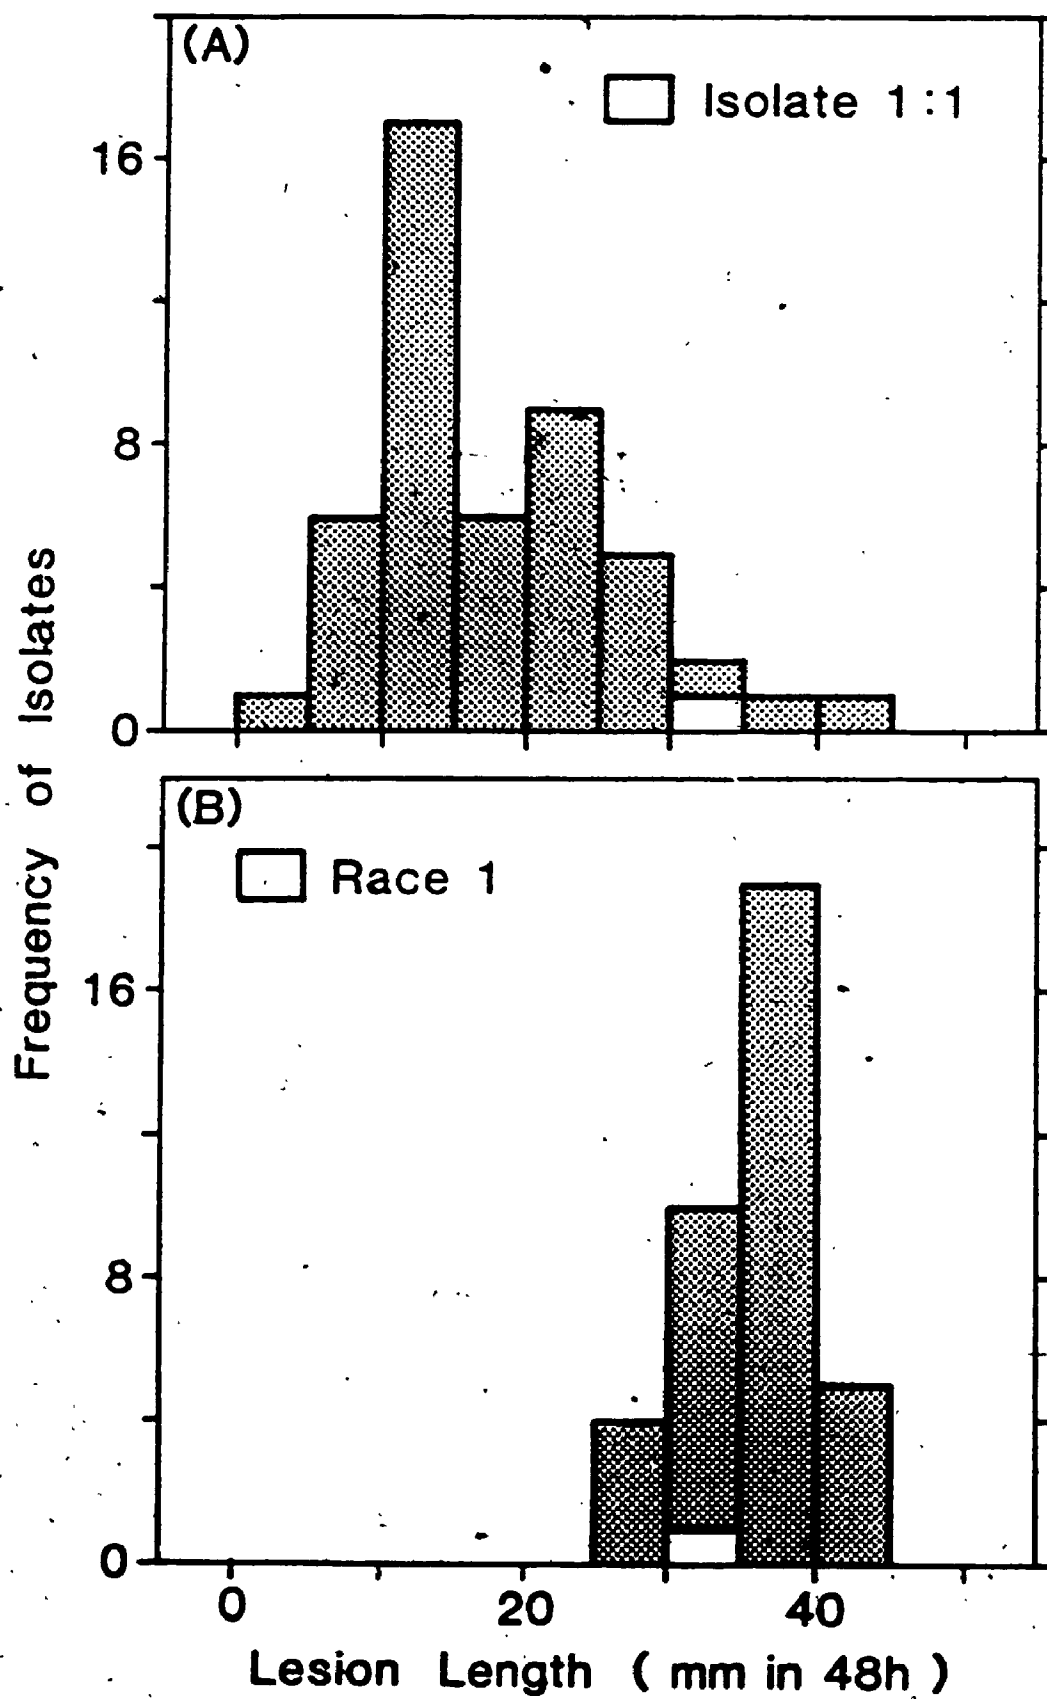 (A)
Isolate 1:1
16
8
0
Frequency of Isolates
(B)
Race 1
16
8
0
0 20 40
Lesion Length ( mm in 48h )